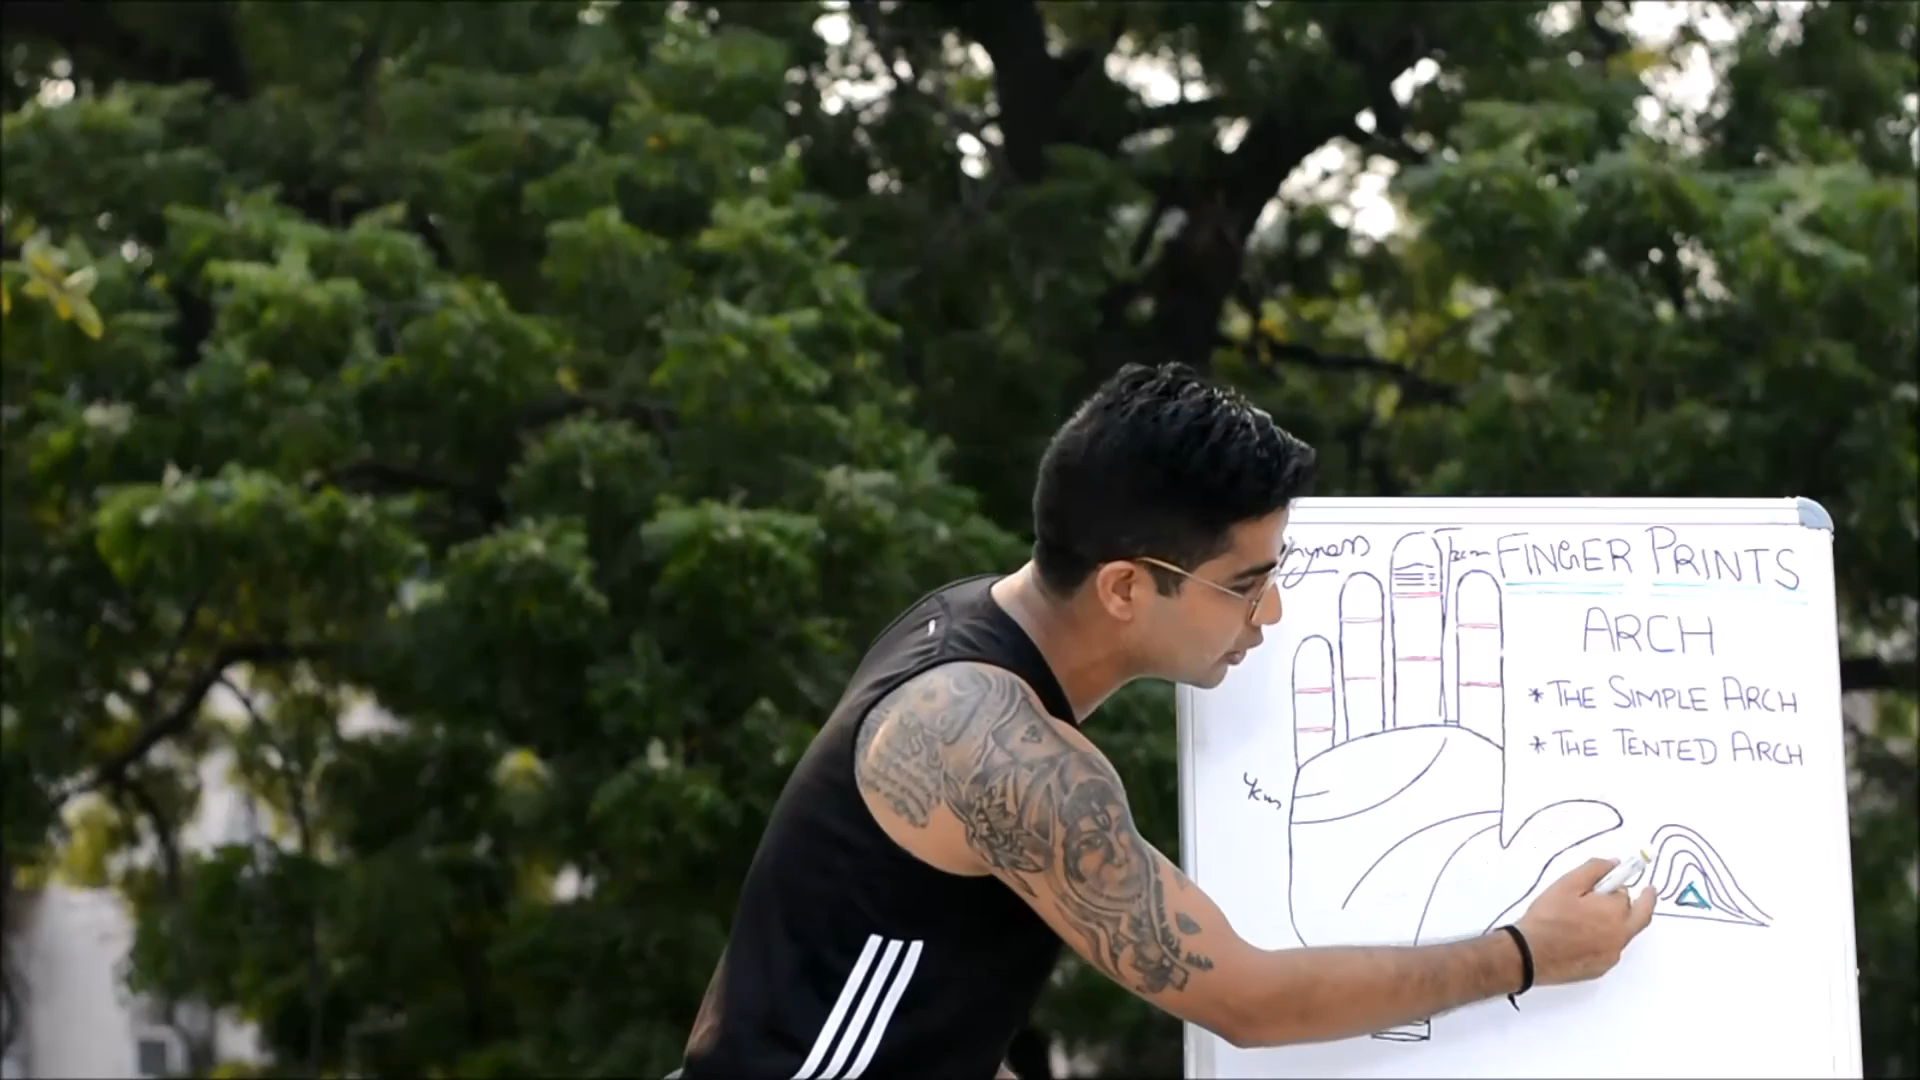 FINGER PRINTS
ARCH
* THE SIMPLE ARCH
* THE TENTED ARCH